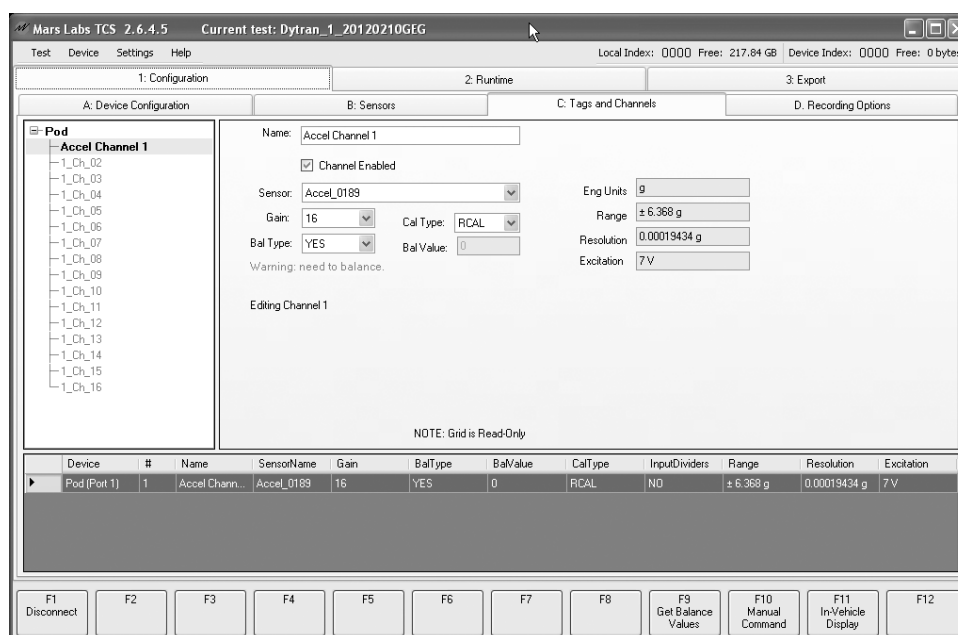 Mars Labs TCS 2.6.4.5 Current test: Dytran_1_20120210GEG
Test Device Settings Help Local Index: 0000 Free: 217.84 GB Device Index: 0000 Free: 0 bytes
1: Configuration 2: Runtime 3: Export
A: Device Configuration B: Sensors C: Tags and Channels D. Recording Options
Pod
Accel Channel 1
1_Ch_02
1_Ch_03
1_Ch_04
1_Ch_05
1_Ch_06
1_Ch_07
1_Ch_08
1_Ch_09
1_Ch_10
1_Ch_11
1_Ch_12
1_Ch_13
1_Ch_14
1_Ch_15
1_Ch_16
Name: Accel Channel 1
Channel Enabled
Sensor: Accel_0189
Gain: 16 Cal Type: RCAL
Bal Type: YES Bal Value: 0
Warning: need to balance.
Editing Channel 1
Eng Units g
Range ± 6.368 g
Resolution 0.00019434 g
Excitation 7 V
NOTE: Grid is Read-Only
Device # Name SensorName Gain BalType BalValue CalType InputDividers Range Resolution Excitation
Pod (Port 1) 1 Accel Chann... Accel_0189 16 YES 0 RCAL NO ± 6.368 g 0.00019434 g 7 V
F1 F2 F3 F4 F5 F6 F7 F8 F9 F10 F11 F12
Disconnect Get Balance Values Manual Command In-Vehicle Display